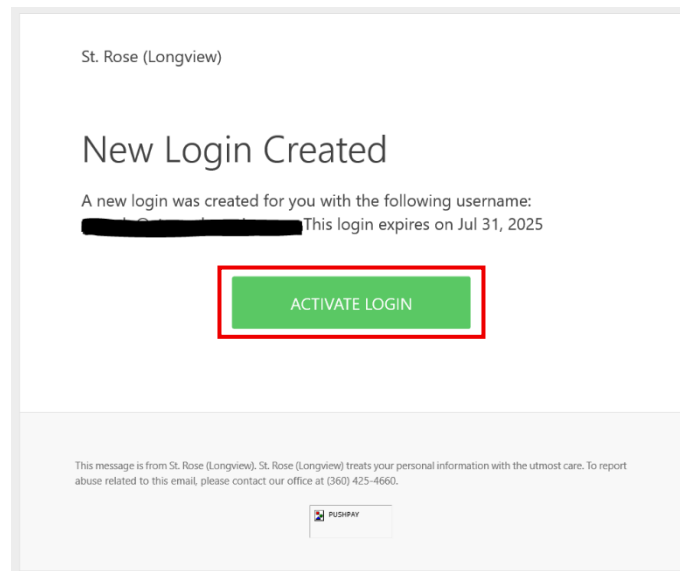 St. Rose (Longview)
New Login Created
A new login was created for you with the following username:
This login expires on Jul 31, 2025
ACTIVATE LOGIN
This message is from St. Rose (Longview). St. Rose (Longview) treats your personal information with the utmost care. To report
abuse related to this email, please contact our office at (360) 425-4660.
PUSHPAY